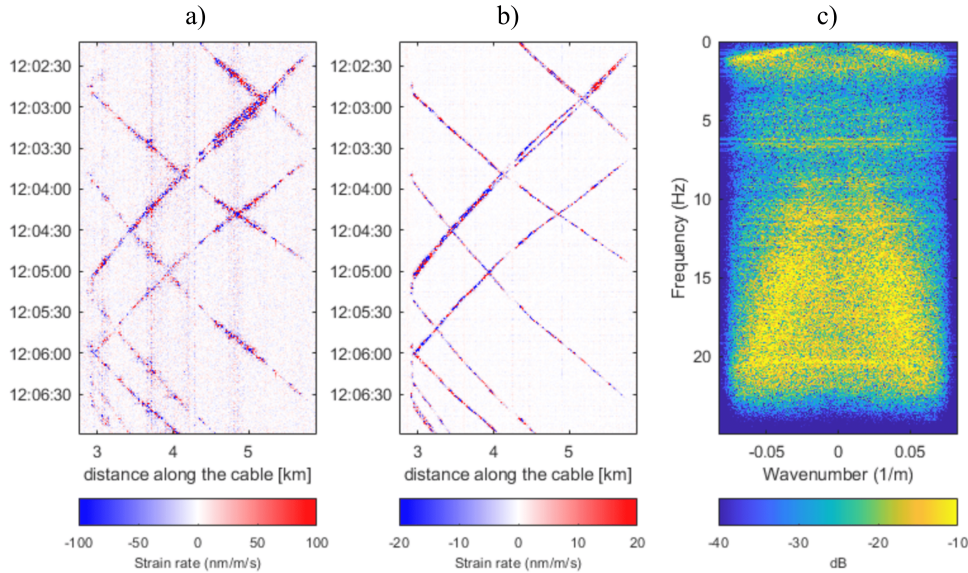 a)
12:02:30
12:03:00
12:03:30
12:04:00
12:04:30
12:05:00
12:05:30
12:06:00
12:06:30
3 4 5
distance along the cable [km]
-100 -50 0 50 100
Strain rate (nm/m/s)
b)
12:02:30
12:03:00
12:03:30
12:04:00
12:04:30
12:05:00
12:05:30
12:06:00
12:06:30
3 4 5
distance along the cable [km]
-20 -10 0 10 20
Strain rate (nm/m/s)
c)
Frequency (Hz)
0
5
10
15
20
-0.05 0 0.05
Wavenumber (1/m)
-40 -30 -20 -10
dB